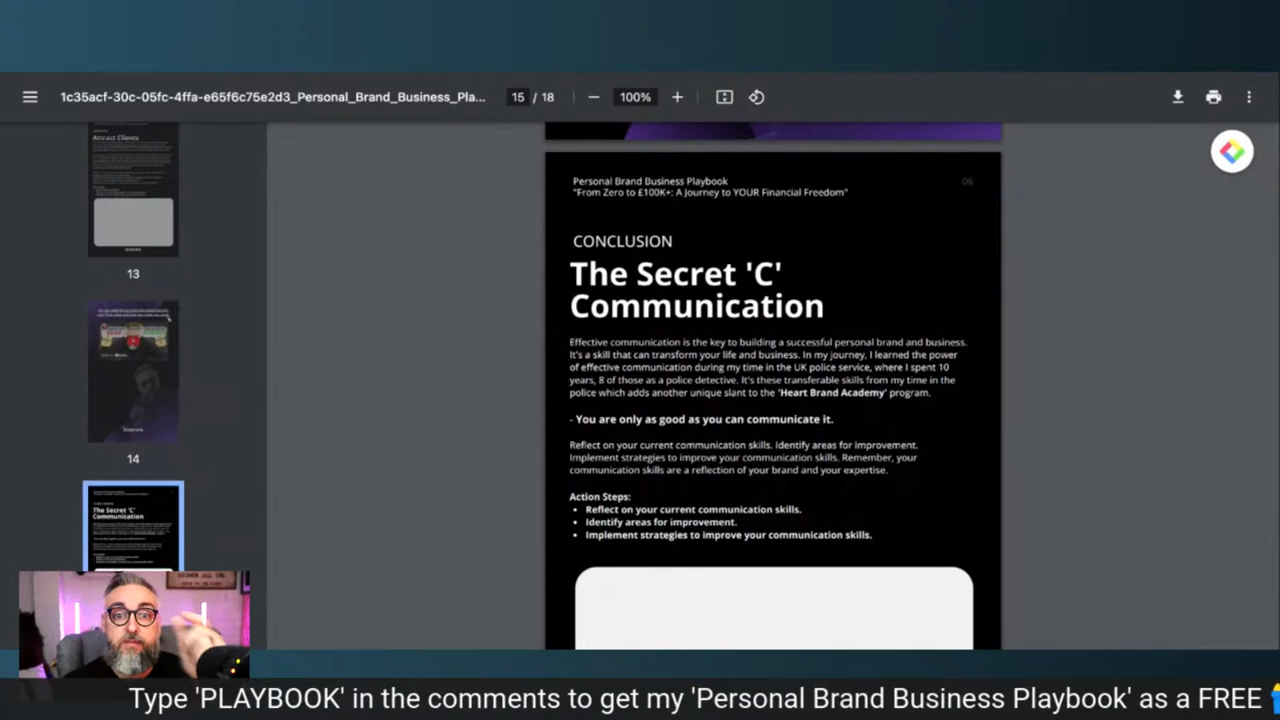 1c35acf-30c-05fc-4ffa-e65f6c75e2d3_Personal_Brand_Business_Pla... 15 / 18 100%
Attract Clients
13
14
The Secret 'C'
Communication
Personal Brand Business Playbook 06
"From Zero to £100K+: A Journey to YOUR Financial Freedom"
CONCLUSION
The Secret 'C'
Communication
Effective communication is the key to building a successful personal brand and business.
It's a skill that can transform your life and business. In my journey, I learned the power
of effective communication during my time in the UK police service, where I spent 10
years, 8 of those as a police detective. It's these transferable skills from my time in the
police which adds another unique slant to the 'Heart Brand Academy' program.
- You are only as good as you can communicate it.
Reflect on your current communication skills. Identify areas for improvement.
Implement strategies to improve your communication skills. Remember, your
communication skills are a reflection of your brand and your expertise.
Action Steps:
• Reflect on your current communication skills.
• Identify areas for improvement.
• Implement strategies to improve your communication skills.
Type 'PLAYBOOK' in the comments to get my 'Personal Brand Business Playbook' as a FREE